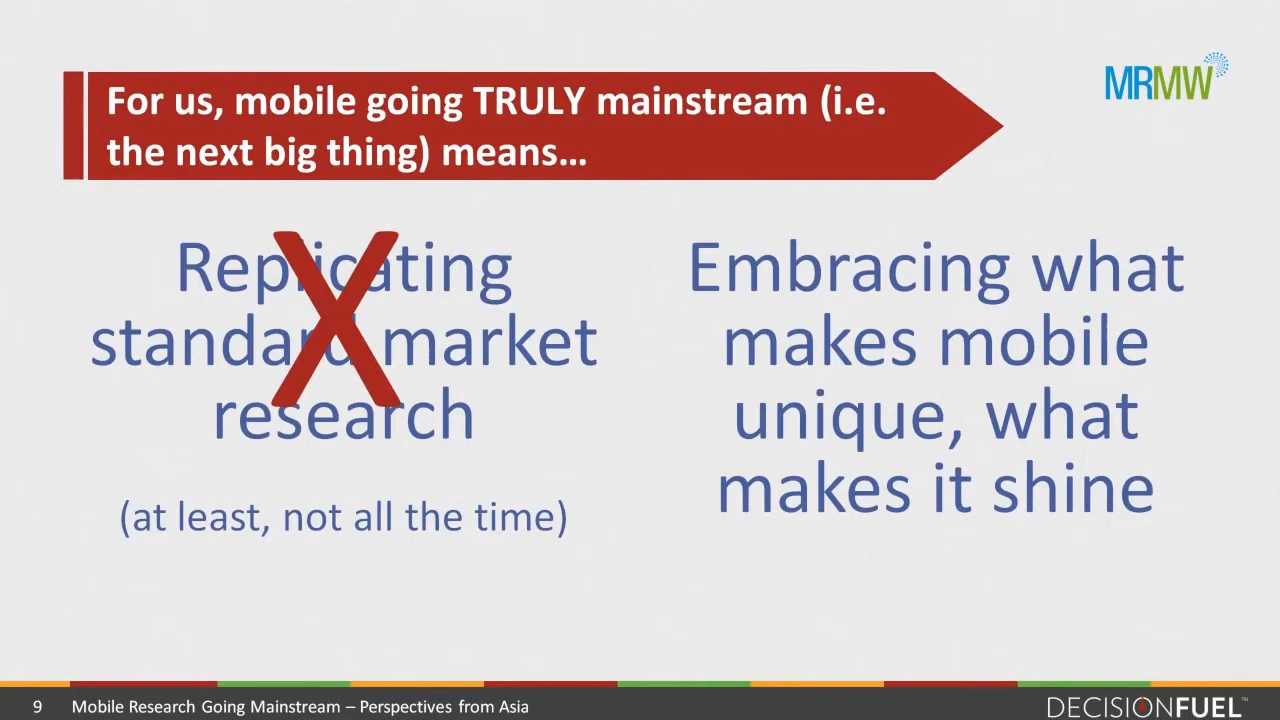 For us, mobile going TRULY mainstream (i.e.
the next big thing) means...
MRMW
Replicating
standard market
research
(at least, not all the time)
X
Embracing what
makes mobile
unique, what
makes it shine
9 Mobile Research Going Mainstream – Perspectives from Asia
DECISIONFUEL™